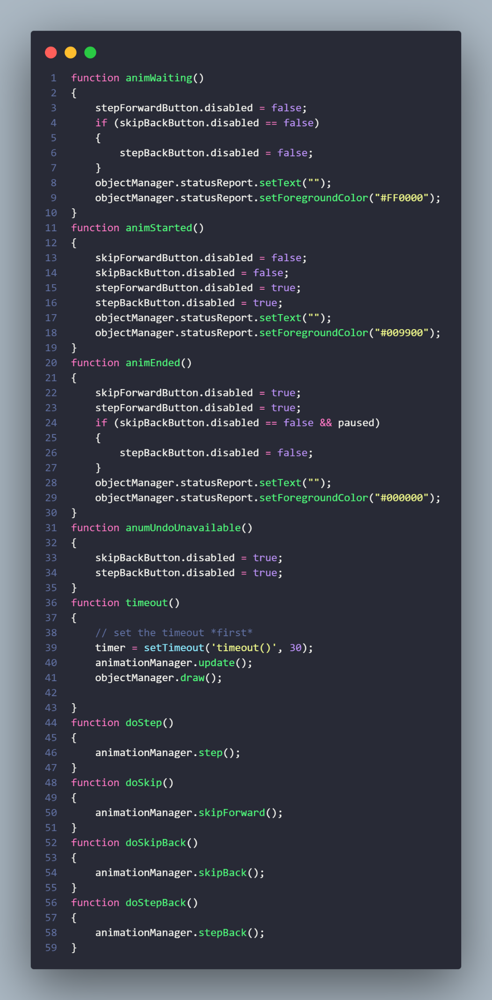 1 function animWaiting()
2 {
3     stepForwardButton.disabled = false;
4     if (skipBackButton.disabled == false)
5     {
6         stepBackButton.disabled = false;
7     }
8     objectManager.statusReport.setText("");
9     objectManager.statusReport.setForegroundColor("#FF0000");
10 }
11 function animStarted()
12 {
13     skipForwardButton.disabled = false;
14     skipBackButton.disabled = false;
15     stepForwardButton.disabled = true;
16     stepBackButton.disabled = true;
17     objectManager.statusReport.setText("");
18     objectManager.statusReport.setForegroundColor("#009900");
19 }
20 function animEnded()
21 {
22     skipForwardButton.disabled = true;
23     stepForwardButton.disabled = true;
24     if (skipBackButton.disabled == false && paused)
25     {
26         stepBackButton.disabled = false;
27     }
28     objectManager.statusReport.setText("");
29     objectManager.statusReport.setForegroundColor("#000000");
30 }
31 function anumUndoUnavailable()
32 {
33     skipBackButton.disabled = true;
34     stepBackButton.disabled = true;
35 }
36 function timeout()
37 {
38     // set the timeout *first*
39     timer = setTimeout('timeout()', 30);
40     animationManager.update();
41     objectManager.draw();
42
43 }
44 function doStep()
45 {
46     animationManager.step();
47 }
48 function doSkip()
49 {
50     animationManager.skipForward();
51 }
52 function doSkipBack()
53 {
54     animationManager.skipBack();
55 }
56 function doStepBack()
57 {
58     animationManager.stepBack();
59 }